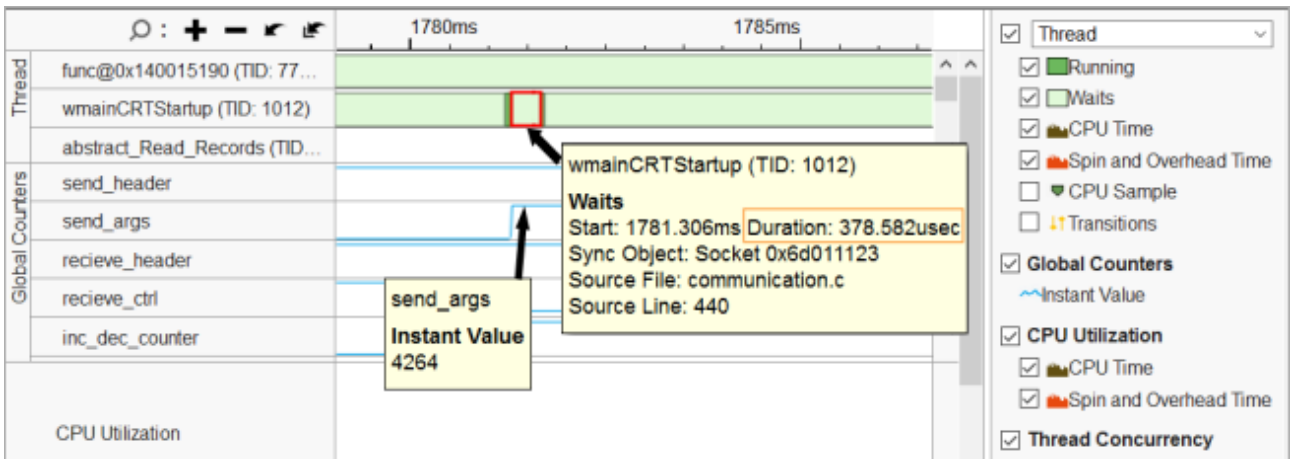 1780ms 1785ms
Thread
func@0x140015190 (TID: 77...
wmainCRTStartup (TID: 1012)
abstract_Read_Records (TID...
Global Counters
send_header
send_args
recieve_header
recieve_ctrl
inc_dec_counter
CPU Utilization
wmainCRTStartup (TID: 1012)
Waits
Start: 1781.306ms Duration: 378.582usec
Sync Object: Socket 0x6d011123
Source File: communication.c
Source Line: 440
send_args
Instant Value
4264
Thread
Running
Waits
CPU Time
Spin and Overhead Time
CPU Sample
Transitions
Global Counters
Instant Value
CPU Utilization
CPU Time
Spin and Overhead Time
Thread Concurrency